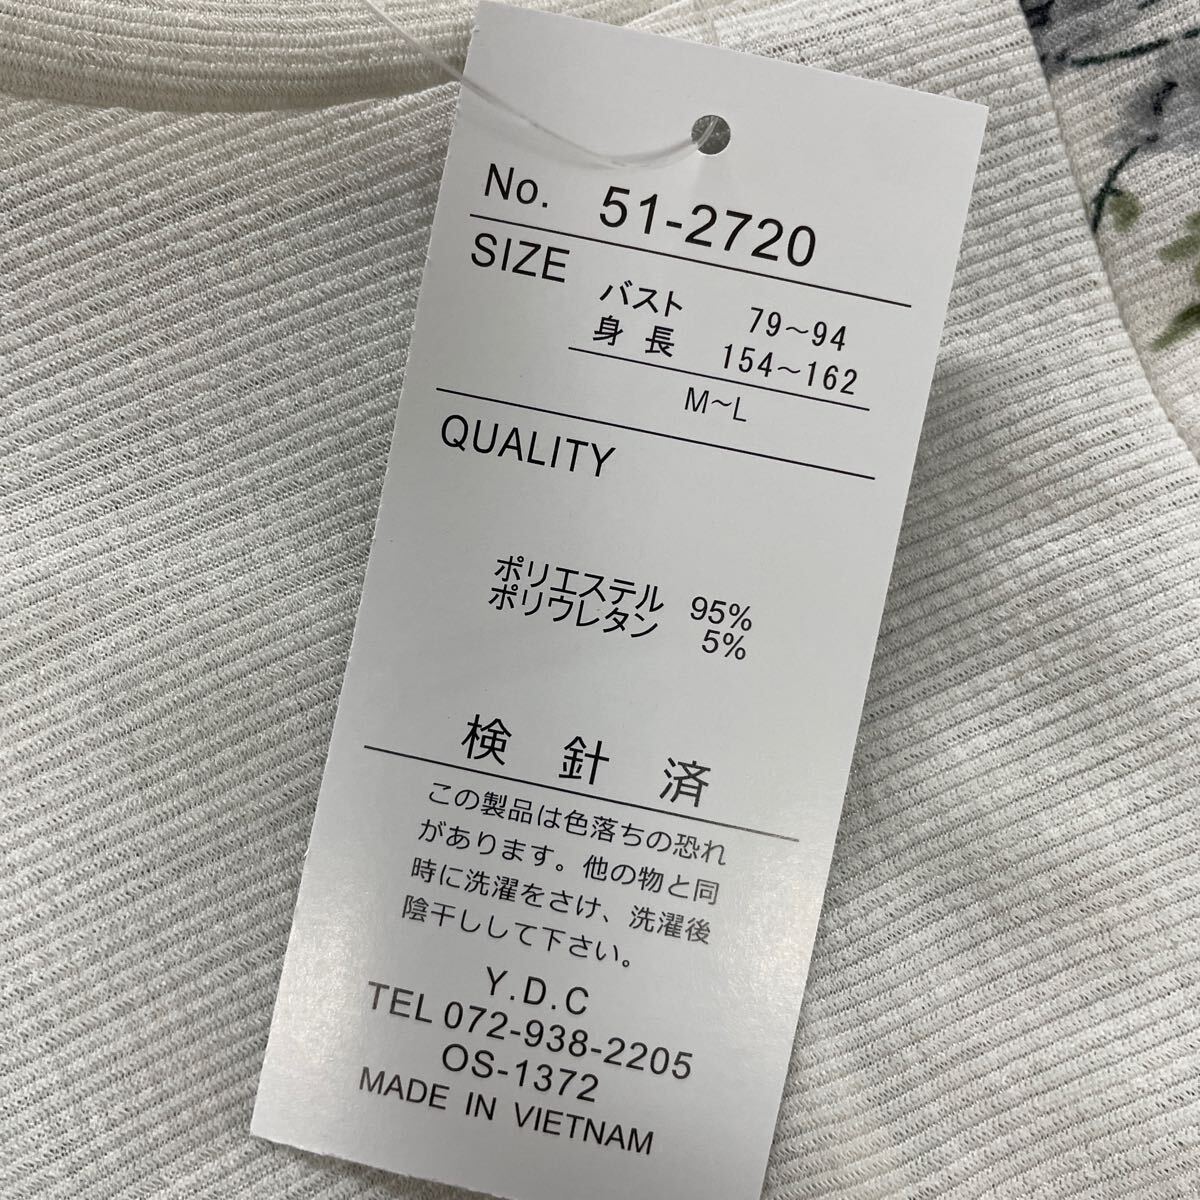 No. 51-2720
SIZE バスト 79～94
身 長 154～162
M～L
QUALITY
ポリエステル 95%
ポリウレタン 5%
検 針 済
この製品は色落ちの恐れ
があります。他の物と同
時に洗濯をさけ、洗濯後
陰干しして下さい。
Y.D.C
TEL 072-938-2205
OS-1372
MADE IN VIETNAM